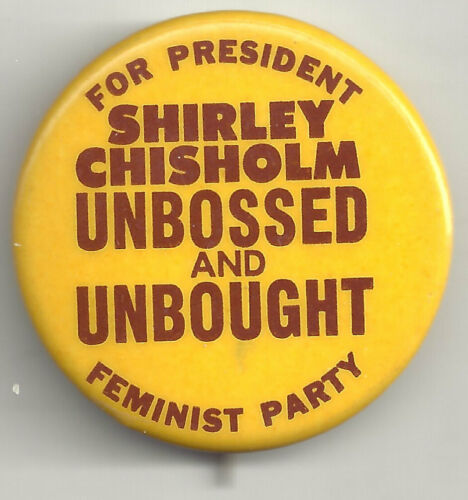 FOR PRESIDENT
SHIRLEY
CHISHOLM
UNBOSSED
AND
UNBOUGHT
FEMINIST PARTY